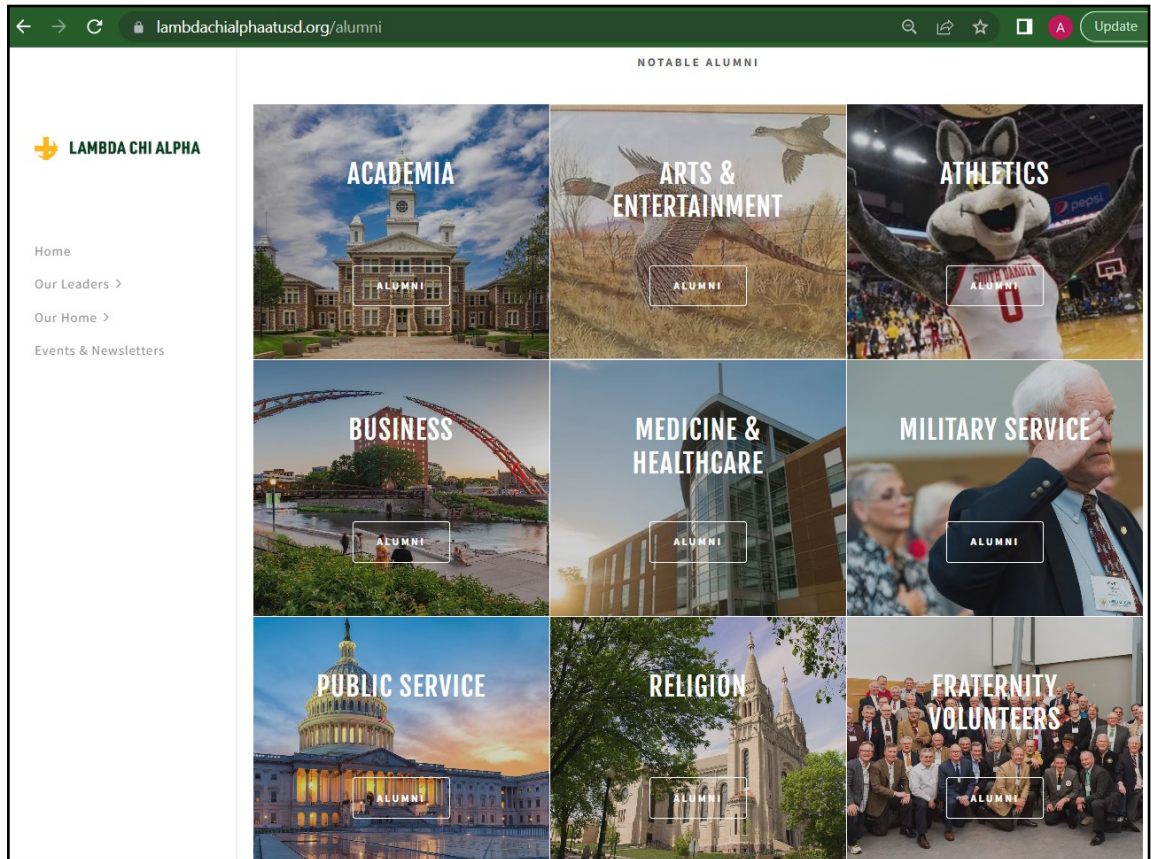 lambdachialphaatusd.org/alumni
A
Update
NOTABLE ALUMNI
LAMBDA CHI ALPHA
Home
Our Leaders >
Our Home >
Events & Newsletters
ACADEMIA
ALUMNI
ARTS &
ENTERTAINMENT
ALUMNI
ATHLETICS
pepsi
SOUTH DAKOTA
0
ALUMNI
BUSINESS
ALUMNI
MEDICINE &
HEALTHCARE
ALUMNI
MILITARY SERVICE
ALUMNI
PUBLIC SERVICE
ALUMNI
RELIGION
ALUMNI
FRATERNITY
VOLUNTEERS
ALUMNI